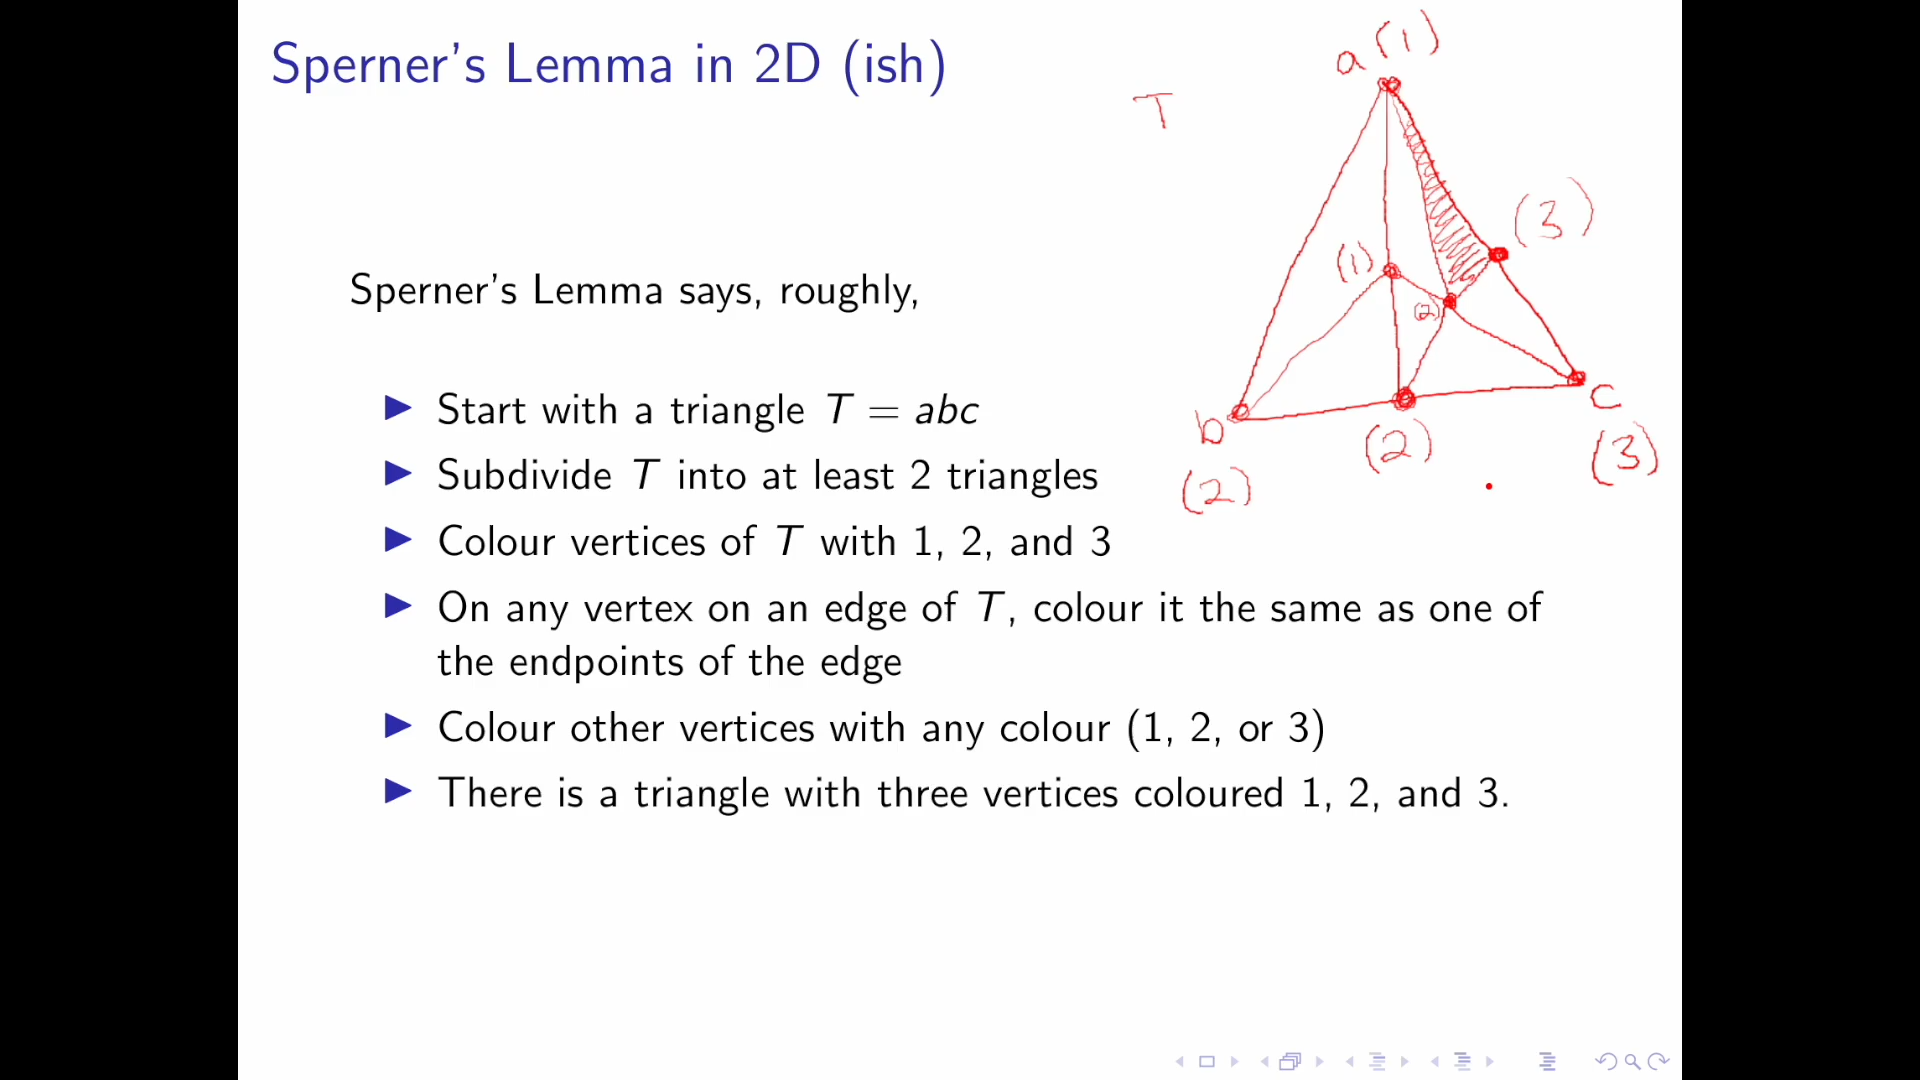 Sperner's Lemma in 2D (ish)
a (1)
T
(3)
(1)
(2)
b
(2)
(2)
c
(3)
Sperner's Lemma says, roughly,
▶ Start with a triangle T = abc
▶ Subdivide T into at least 2 triangles
▶ Colour vertices of T with 1, 2, and 3
▶ On any vertex on an edge of T, colour it the same as one of
the endpoints of the edge
▶ Colour other vertices with any colour (1, 2, or 3)
▶ There is a triangle with three vertices coloured 1, 2, and 3.